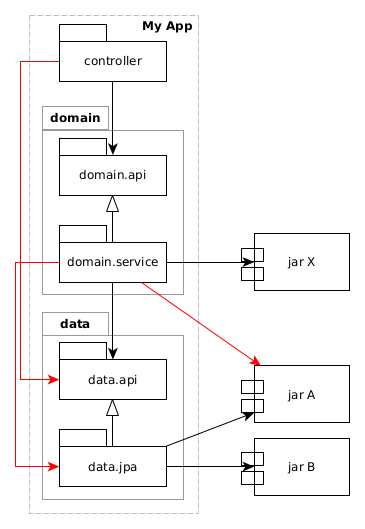 My App
controller
domain
domain.api
domain.service
jar X
data
data.api
jar A
data.jpa
jar B